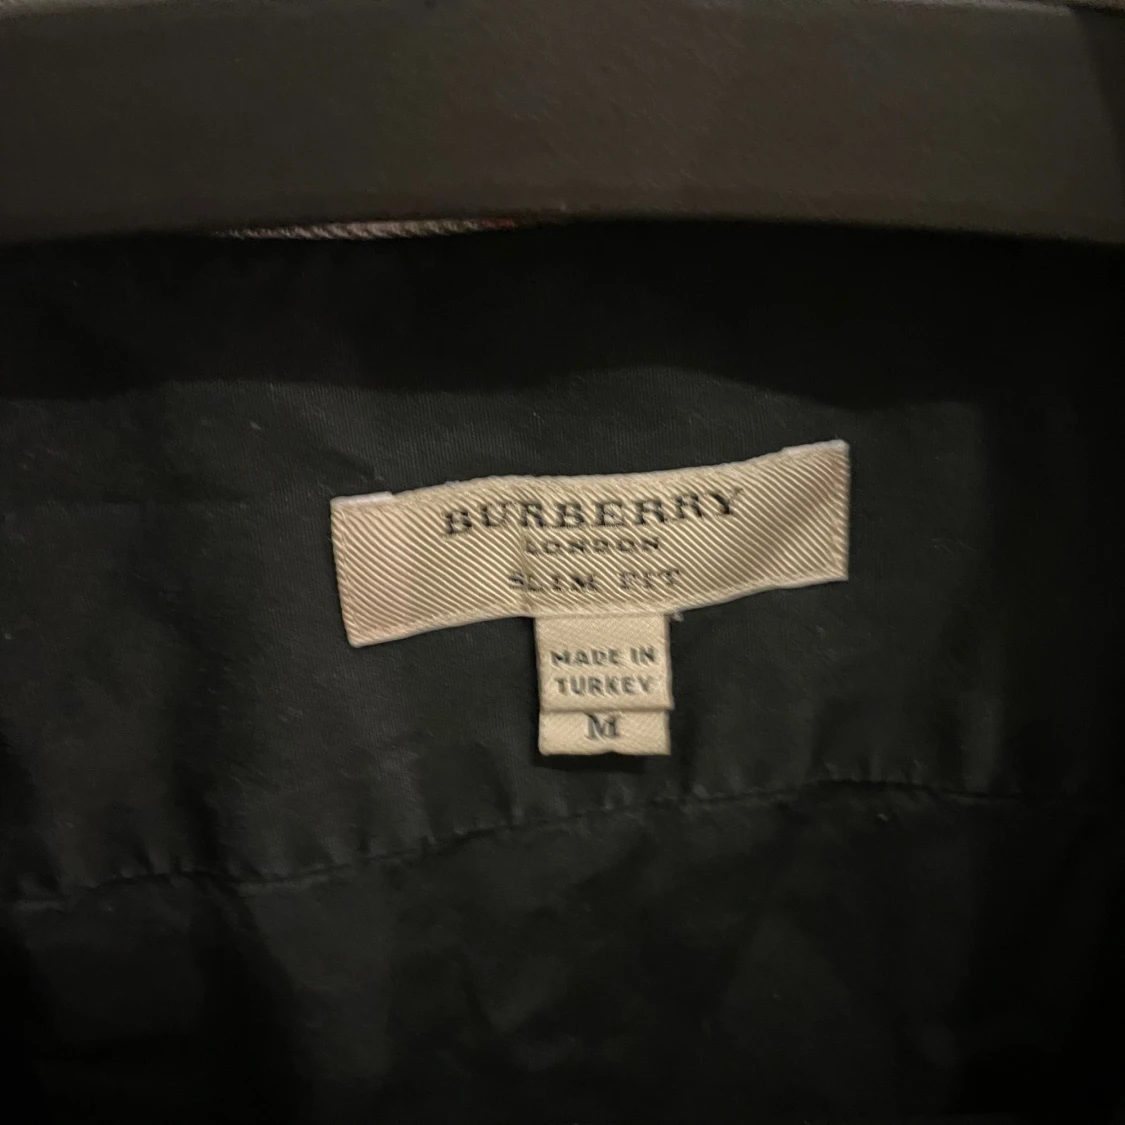 BURBERRY
LONDON
SLIM FIT
MADE IN
TURKEY
M